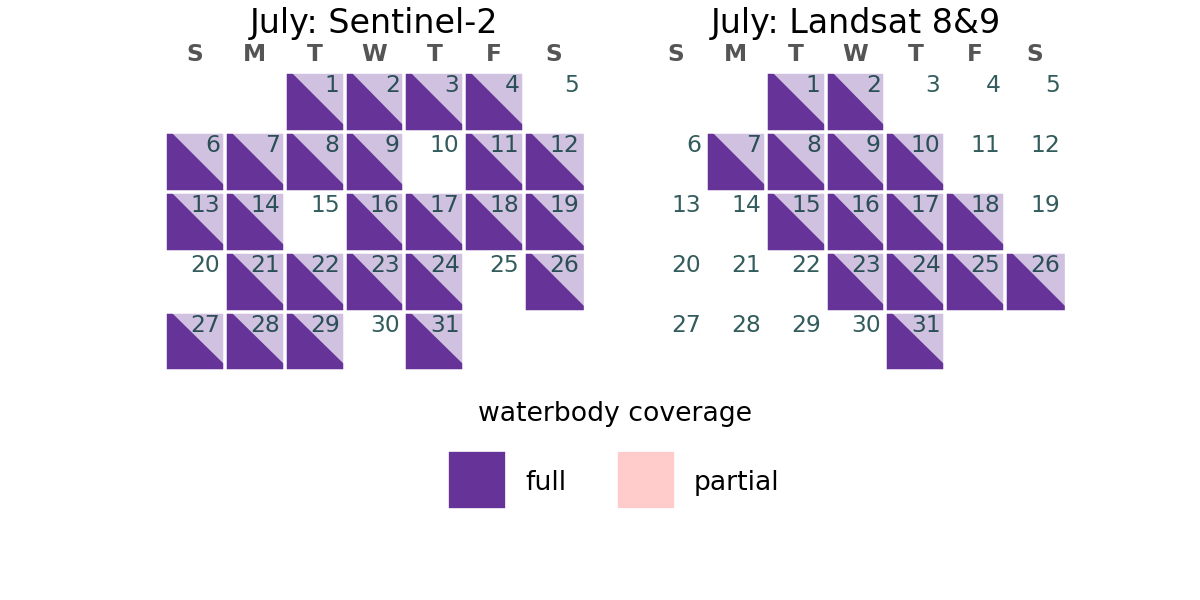 July: Sentinel-2
S M T W T F S
1 2 3 4 5
6 7 8 9 10 11 12
13 14 15 16 17 18 19
20 21 22 23 24 25 26
27 28 29 30 31
July: Landsat 8&9
S M T W T F S
1 2 3 4 5
6 7 8 9 10 11 12
13 14 15 16 17 18 19
20 21 22 23 24 25 26
27 28 29 30 31
waterbody coverage
full partial